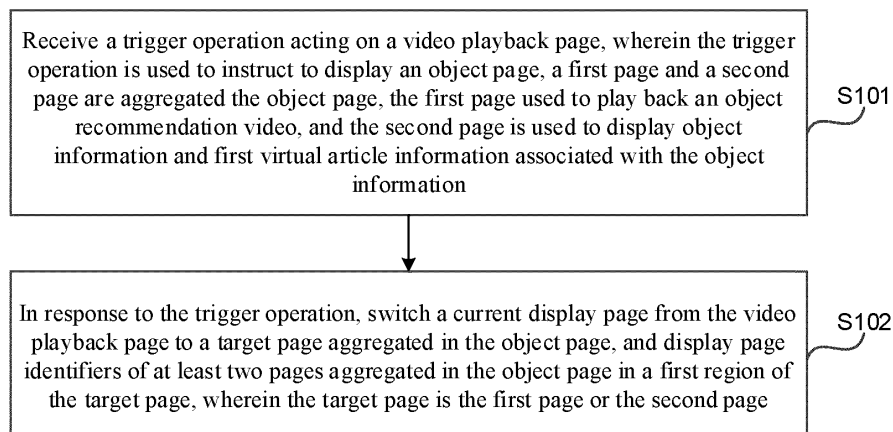 Receive a trigger operation acting on a video playback page, wherein the trigger
operation is used to instruct to display an object page, a first page and a second
page are aggregated the object page, the first page used to play back an object
recommendation video, and the second page is used to display object
information and first virtual article information associated with the object
information
S101
In response to the trigger operation, switch a current display page from the video
playback page to a target page aggregated in the object page, and display page
identifiers of at least two pages aggregated in the object page in a first region of
the target page, wherein the target page is the first page or the second page
S102